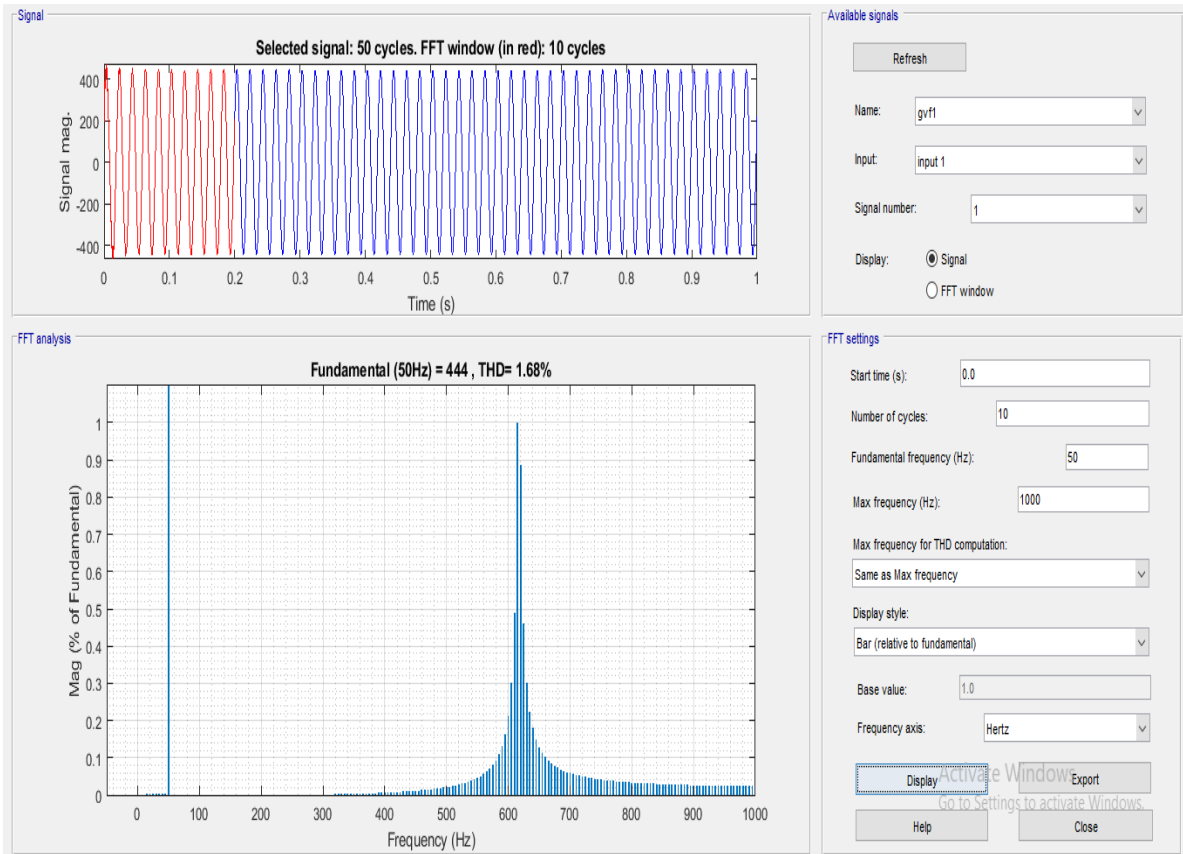 Signal
Selected signal: 50 cycles. FFT window (in red): 10 cycles
400
200
0
-200
-400
Signal mag.
0 0.1 0.2 0.3 0.4 0.5 0.6 0.7 0.8 0.9 1
Time (s)
Available signals
Refresh
Name: gvf1
Input: input 1
Signal number: 1
Display: Signal
FFT window
FFT analysis
Fundamental (50Hz) = 444 , THD= 1.68%
1
0.9
0.8
0.7
0.6
0.5
0.4
0.3
0.2
0.1
0
Mag (% of Fundamental)
0 100 200 300 400 500 600 700 800 900 1000
Frequency (Hz)
FFT settings
Start time (s): 0.0
Number of cycles: 10
Fundamental frequency (Hz): 50
Max frequency (Hz): 1000
Max frequency for THD computation:
Same as Max frequency
Display style:
Bar (relative to fundamental)
Base value: 1.0
Frequency axis: Hertz
Display Export
Activate Windows
Go to Settings to activate Windows.
Help Close